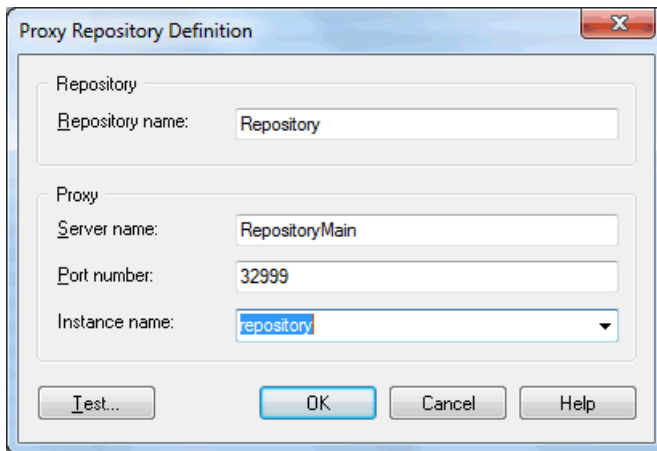 Proxy Repository Definition
Repository
Repository name: Repository
Proxy
Server name: RepositoryMain
Port number: 32999
Instance name: repository
Test... OK Cancel Help